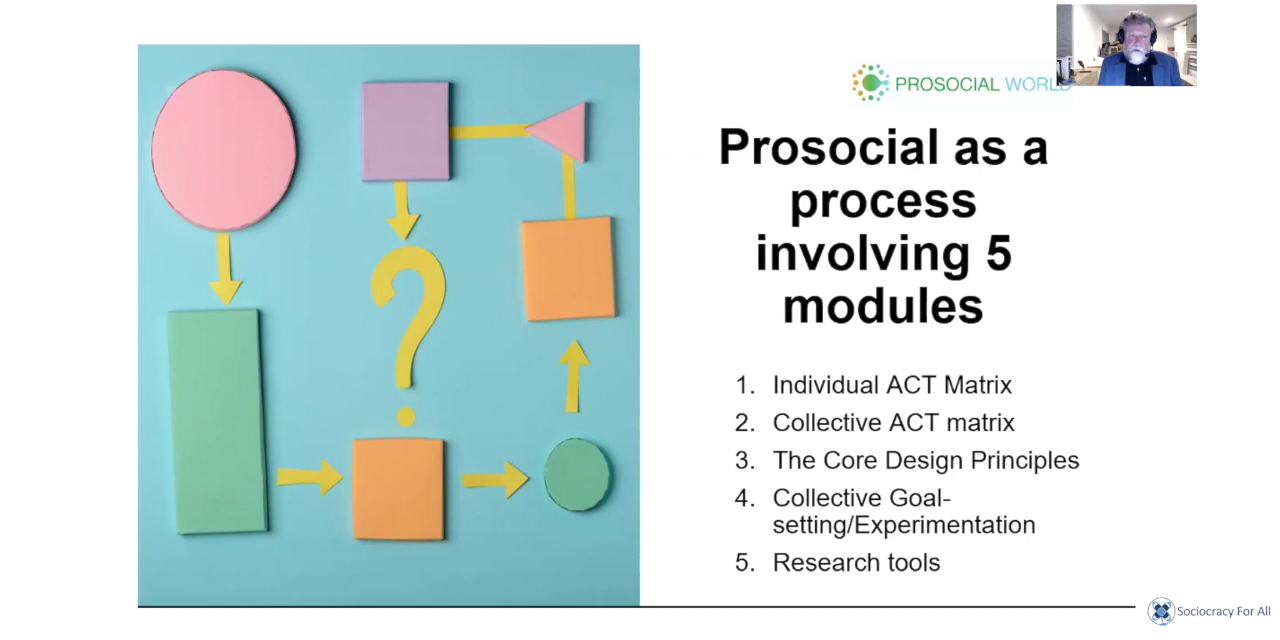 PROSOCIAL WORLD
Prosocial as a
process
involving 5
modules
1. Individual ACT Matrix
2. Collective ACT matrix
3. The Core Design Principles
4. Collective Goal-
setting/Experimentation
5. Research tools
?
Sociocracy For All